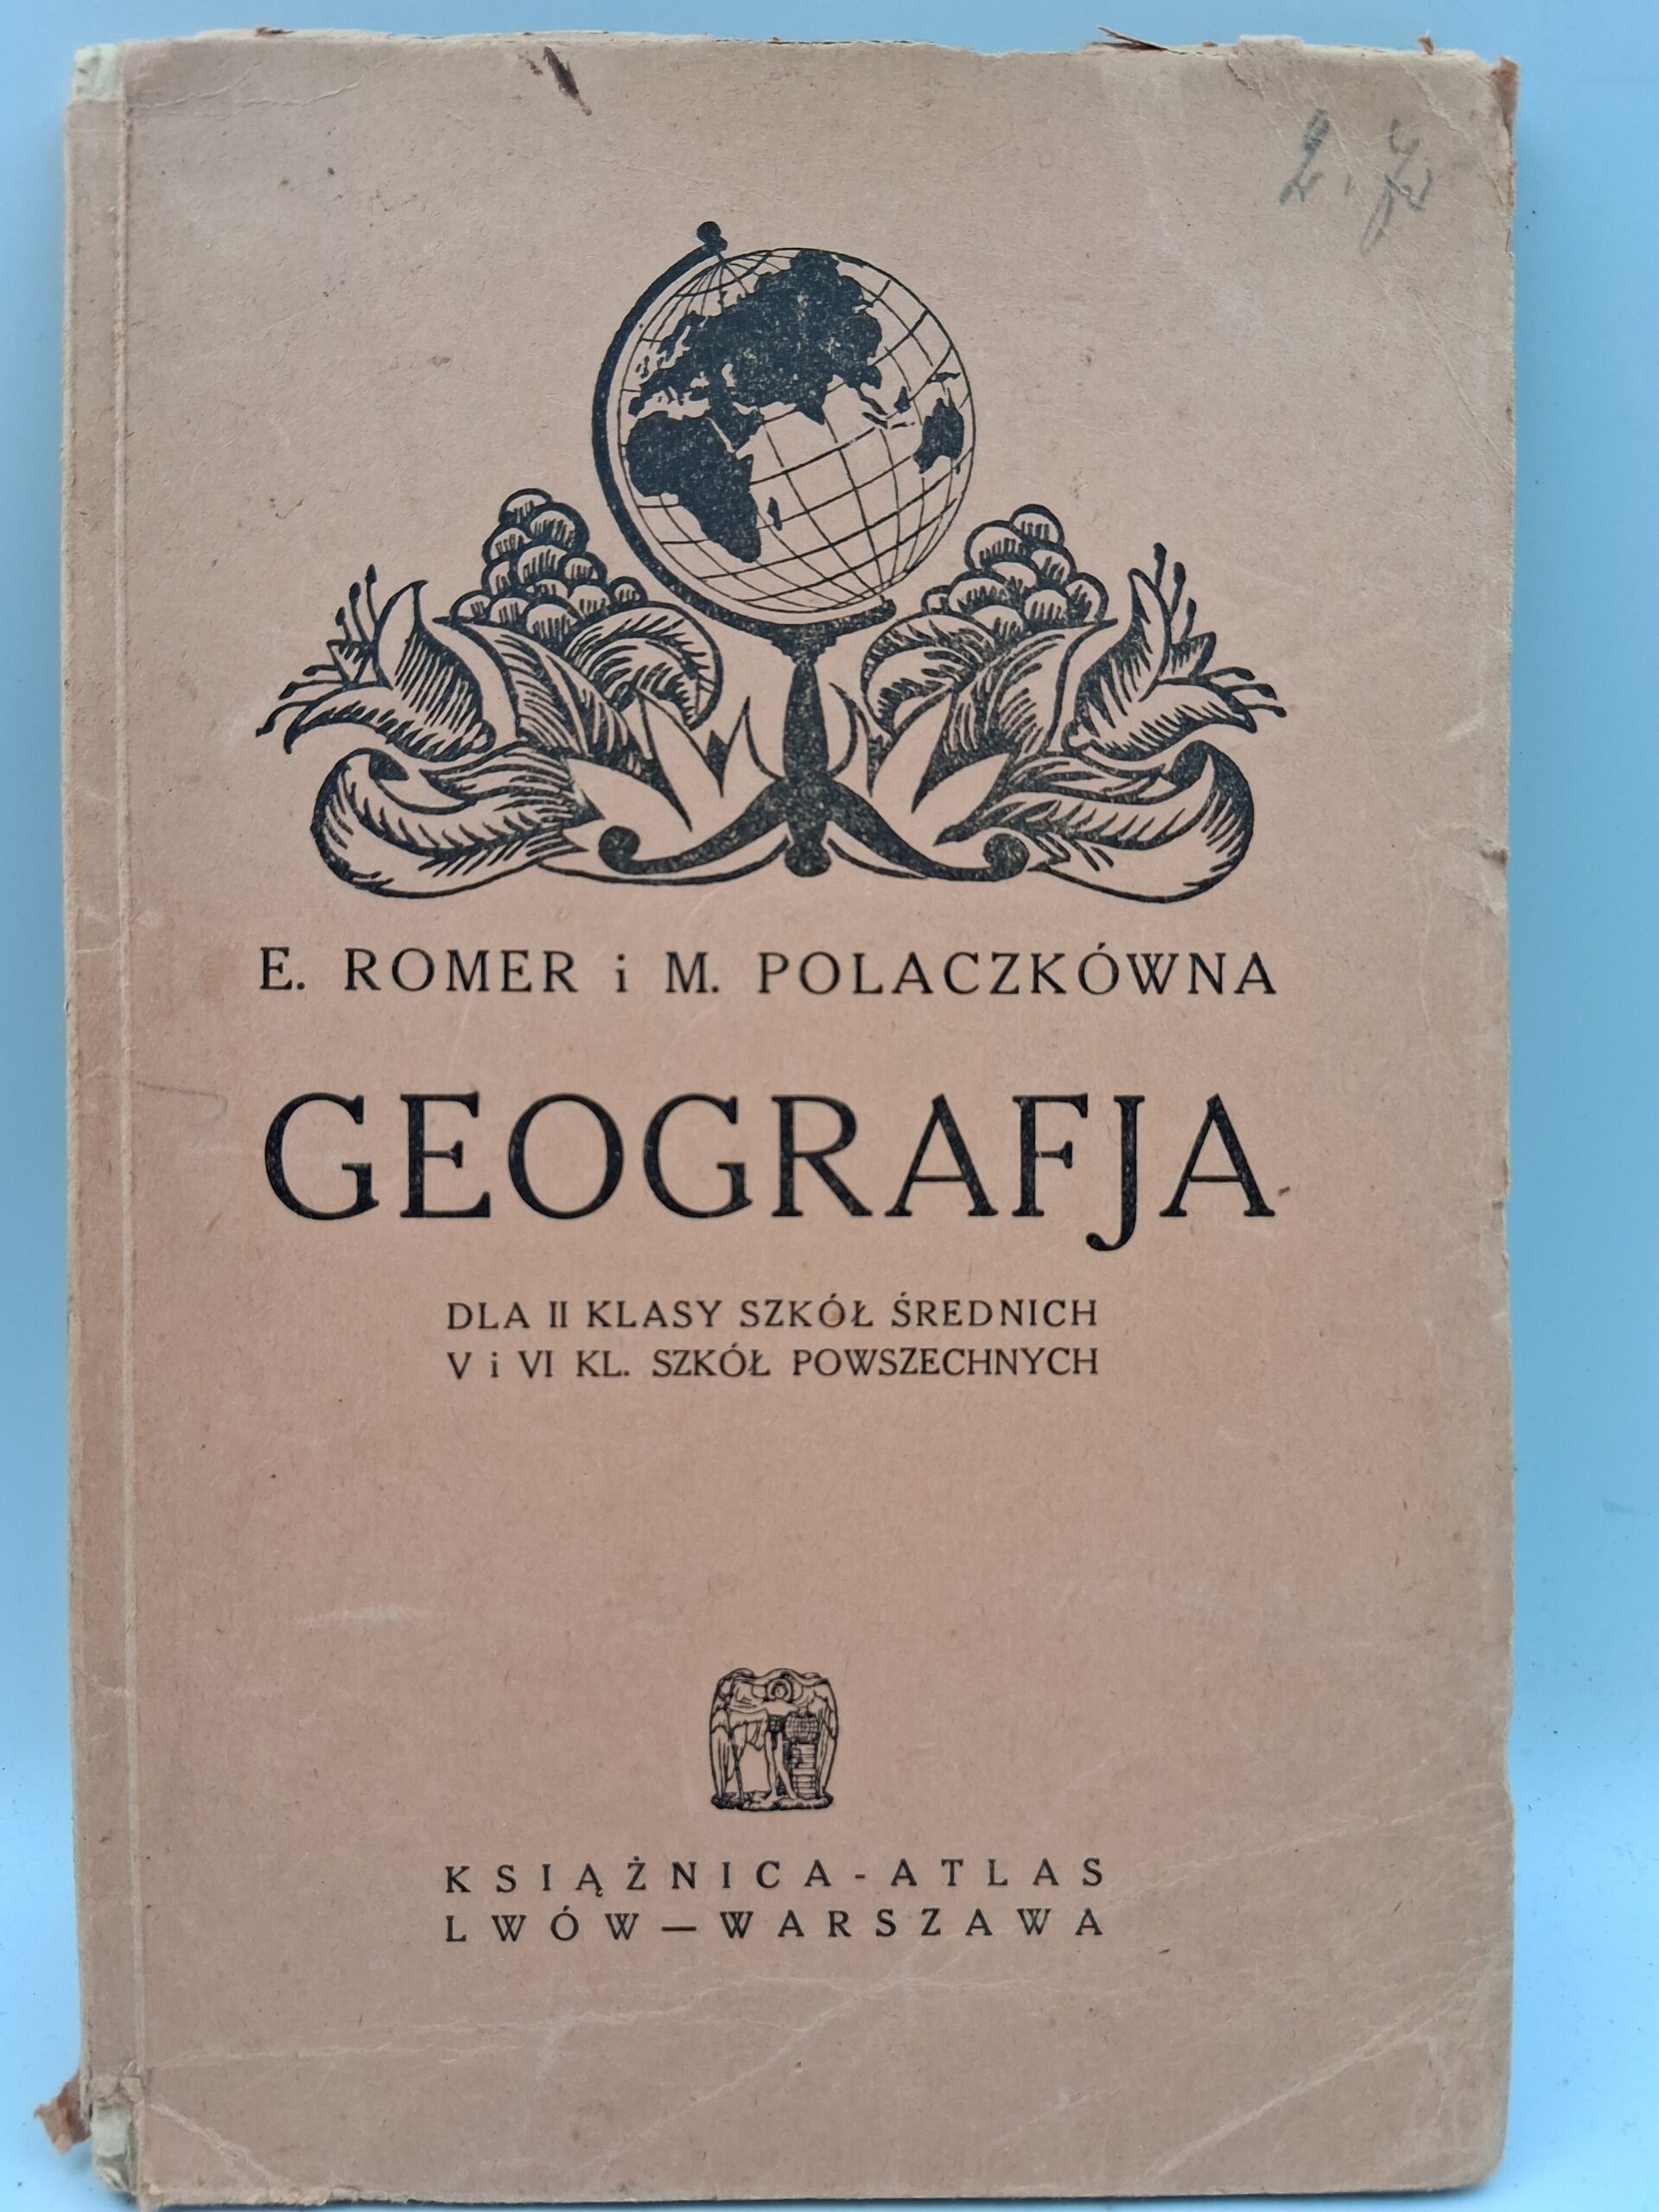 E. ROMER i M. POLACZKÓWNA
GEOGRAFJA
DLA II KLASY SZKÓŁ ŚREDNICH
V i VI KL. SZKÓŁ POWSZECHNYCH
KSIĄŻNICA-ATLAS
LWÓW—WARSZAWA